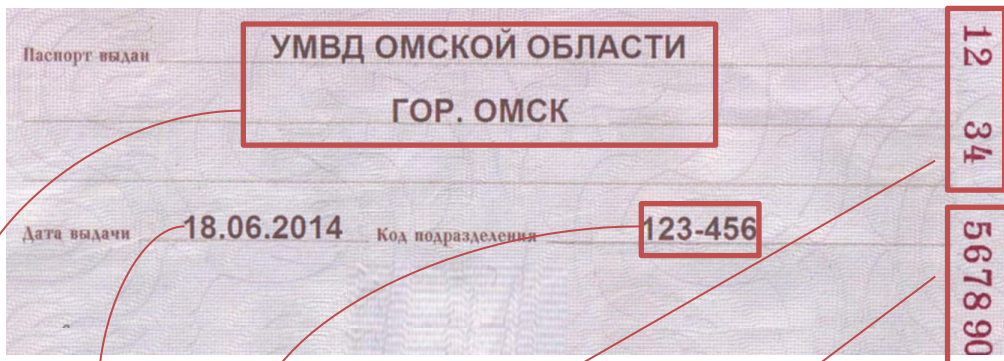 Паспорт выдан УМВД ОМСКОЙ ОБЛАСТИ
ГОР. ОМСК
Дата выдачи 18.06.2014 Код подразделения 123-456
12 34
567890